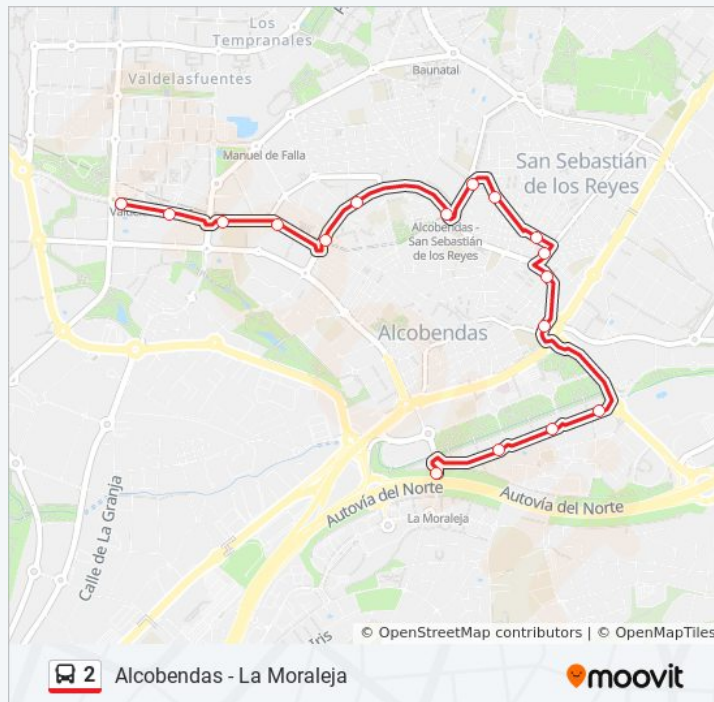 Los
Tempranales
Valdelasfuentes
Baunatal
Manuel de Falla
San Sebastián
de los Reyes
Alcobendas -
San Sebastián
de los Reyes
Alcobendas
Calle de La Granja
Autovía del Norte
Autovía del Norte
La Moraleja
© OpenStreetMap contributors | © OpenMapTiles
2 Alcobendas - La Moraleja
moovit